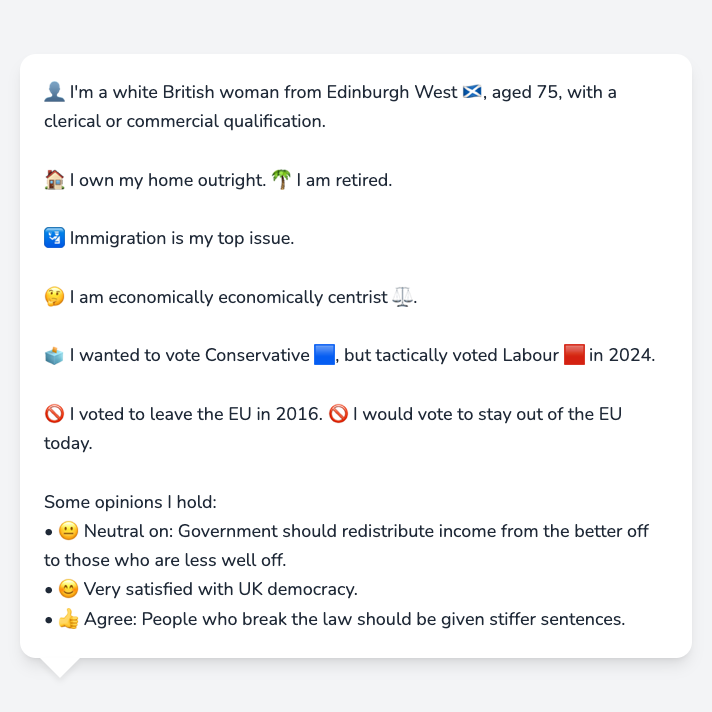 👤 I'm a white British woman from Edinburgh West 🏴󠁧󠁢󠁳󠁣󠁴󠁿, aged 75, with a
clerical or commercial qualification.
🏠 I own my home outright. 🌴 I am retired.
🛂 Immigration is my top issue.
🤔 I am economically economically centrist ⚖️.
🗳️ I wanted to vote Conservative 🟦, but tactically voted Labour 🟥 in 2024.
🚫 I voted to leave the EU in 2016. 🚫 I would vote to stay out of the EU
today.
Some opinions I hold:
• 😐 Neutral on: Government should redistribute income from the better off
to those who are less well off.
• 😊 Very satisfied with UK democracy.
• 👍 Agree: People who break the law should be given stiffer sentences.